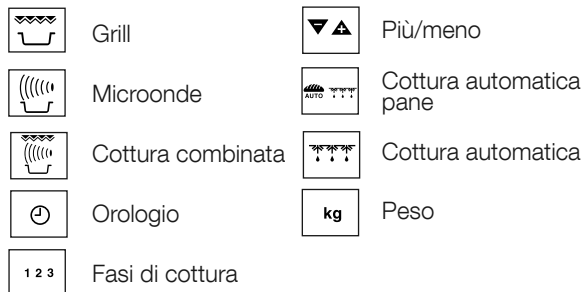 Grill
Microonde
Cottura combinata
Orologio
1 2 3 Fasi di cottura
Più/meno
AUTO Cottura automatica
pane
Cottura automatica
kg Peso